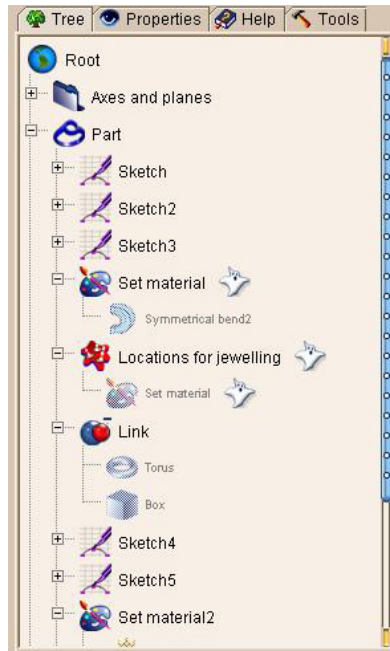 Tree Properties Help Tools
Root
Axes and planes
Part
Sketch
Sketch2
Sketch3
Set material
Symmetrical bend2
Locations for jewelling
Set material
Link
Torus
Box
Sketch4
Sketch5
Set material2